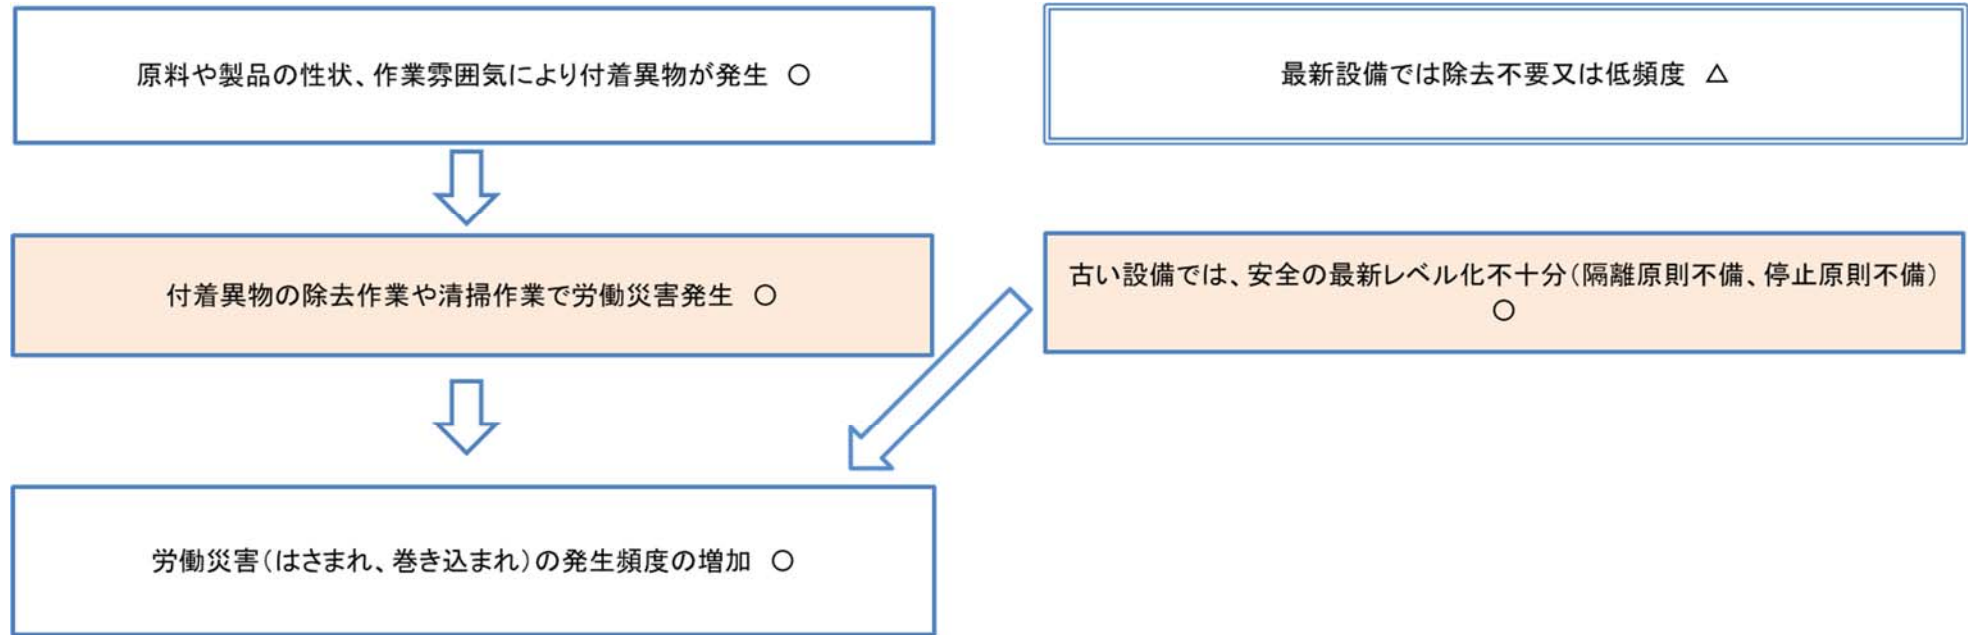 原料や製品の性状、作業雰囲気により付着異物が発生 ○
最新設備では除去不要又は低頻度 △
付着異物の除去作業や清掃作業で労働災害発生 ○
古い設備では、安全の最新レベル化不十分(隔離原則不備、停止原則不備)
○
労働災害(はさまれ、巻き込まれ)の発生頻度の増加 ○